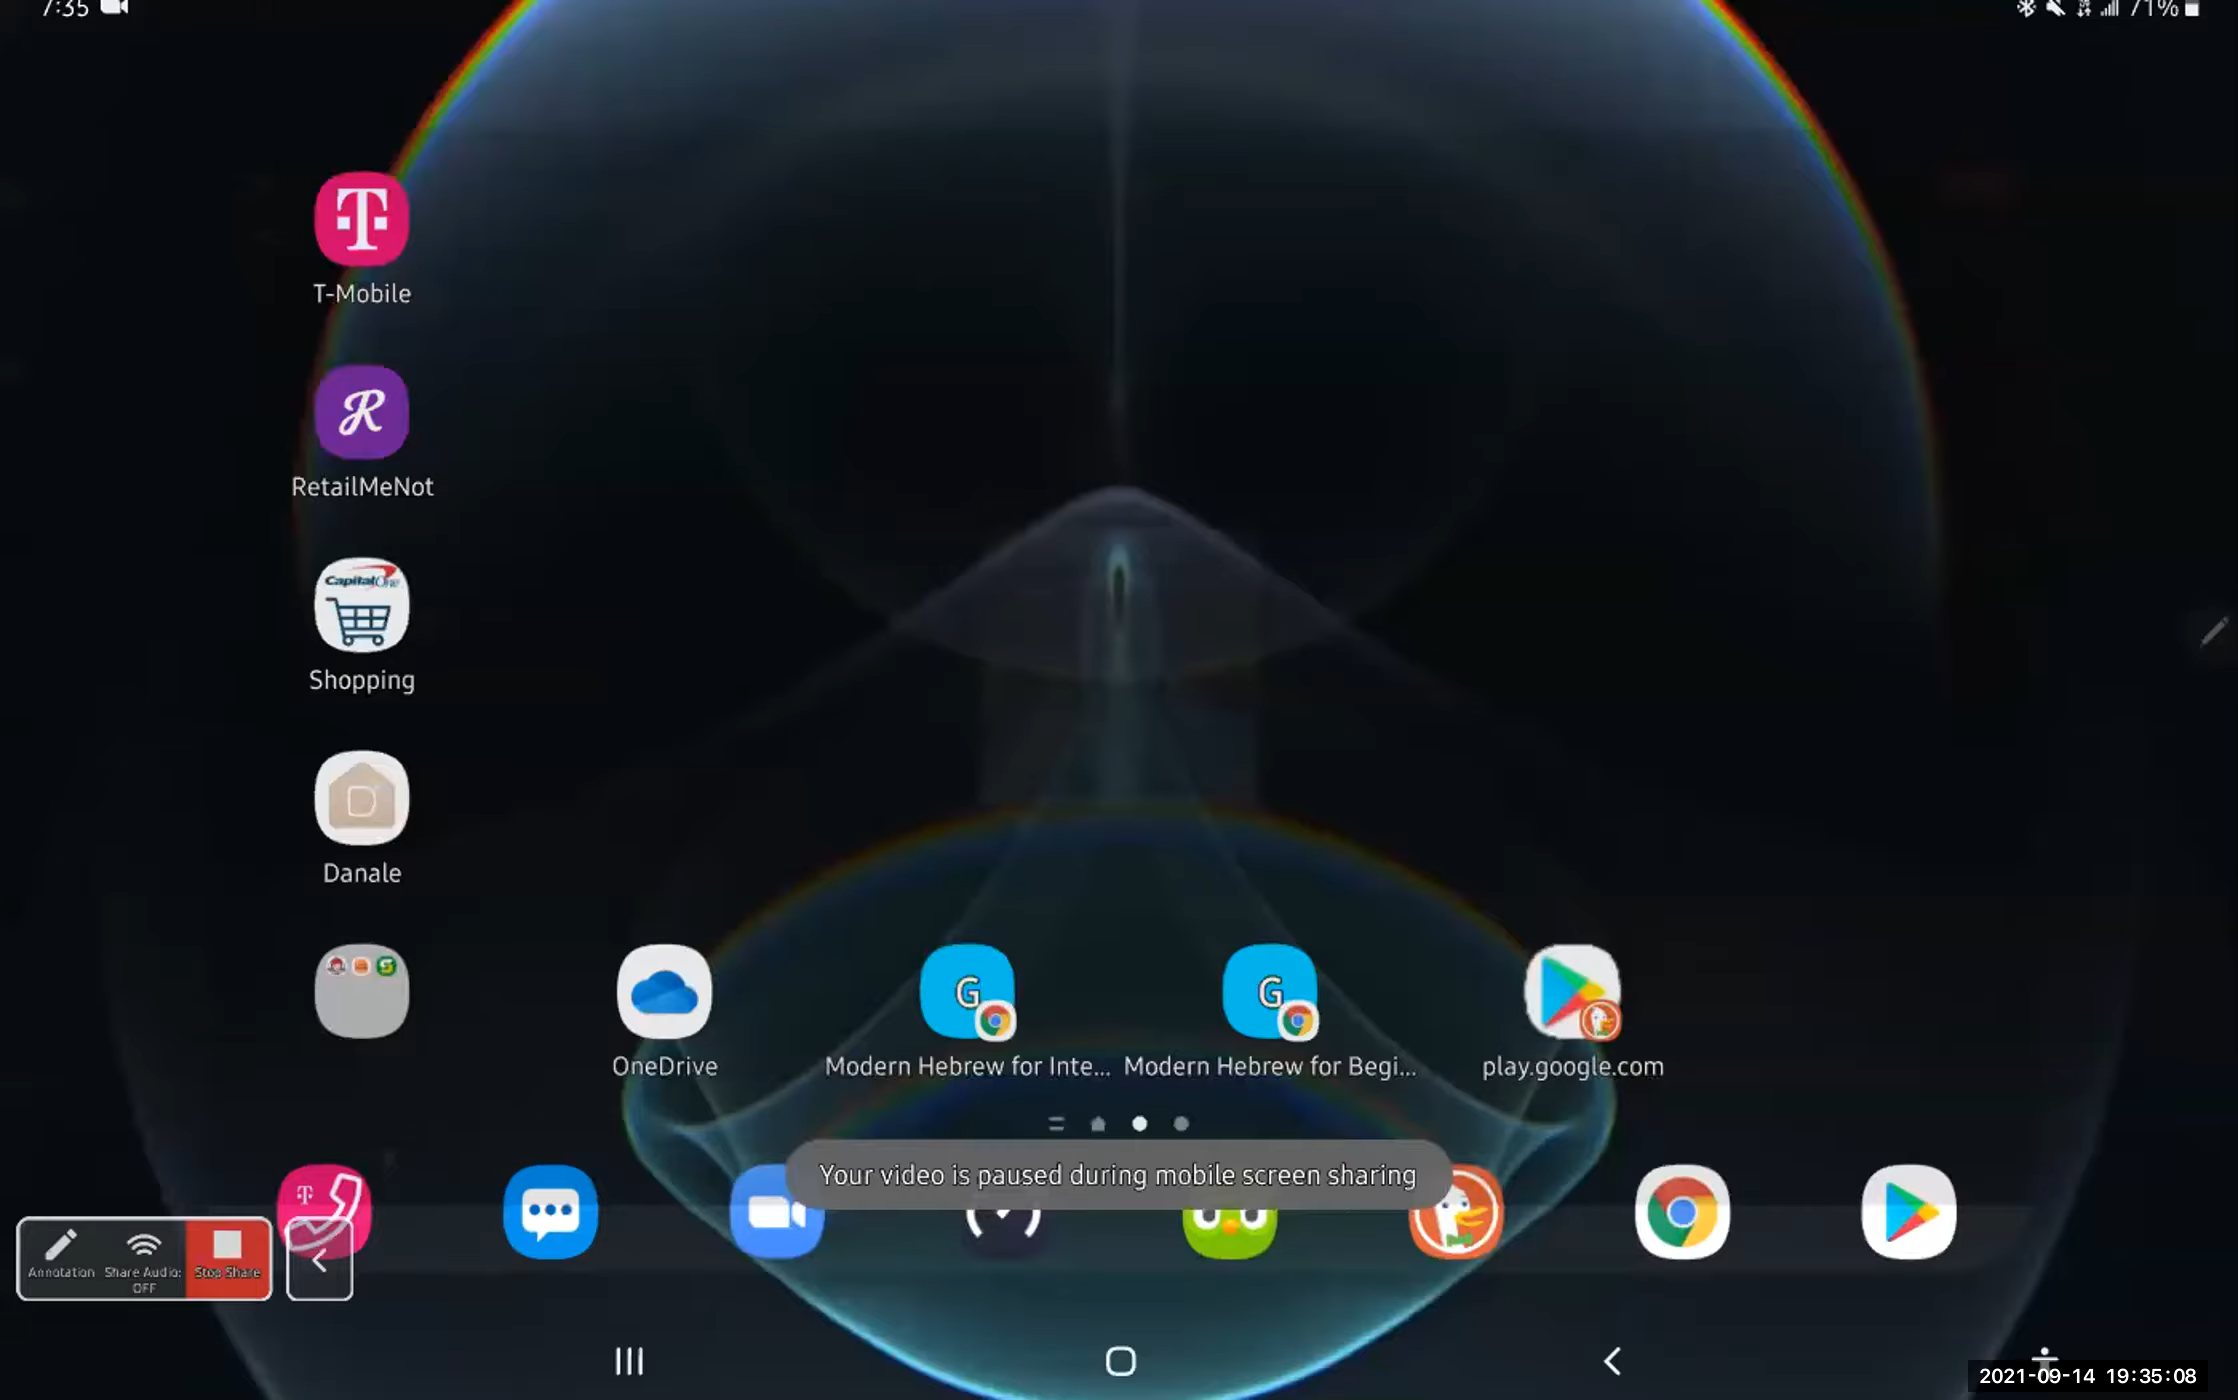 7:35
71%
T-Mobile
RetailMeNot
CapitalOne
Shopping
Danale
OneDrive
Modern Hebrew for Inte...
Modern Hebrew for Begi...
play.google.com
Your video is paused during mobile screen sharing
Annotation
Share Audio:
OFF
Stop Share
2021-09-14 19:35:08